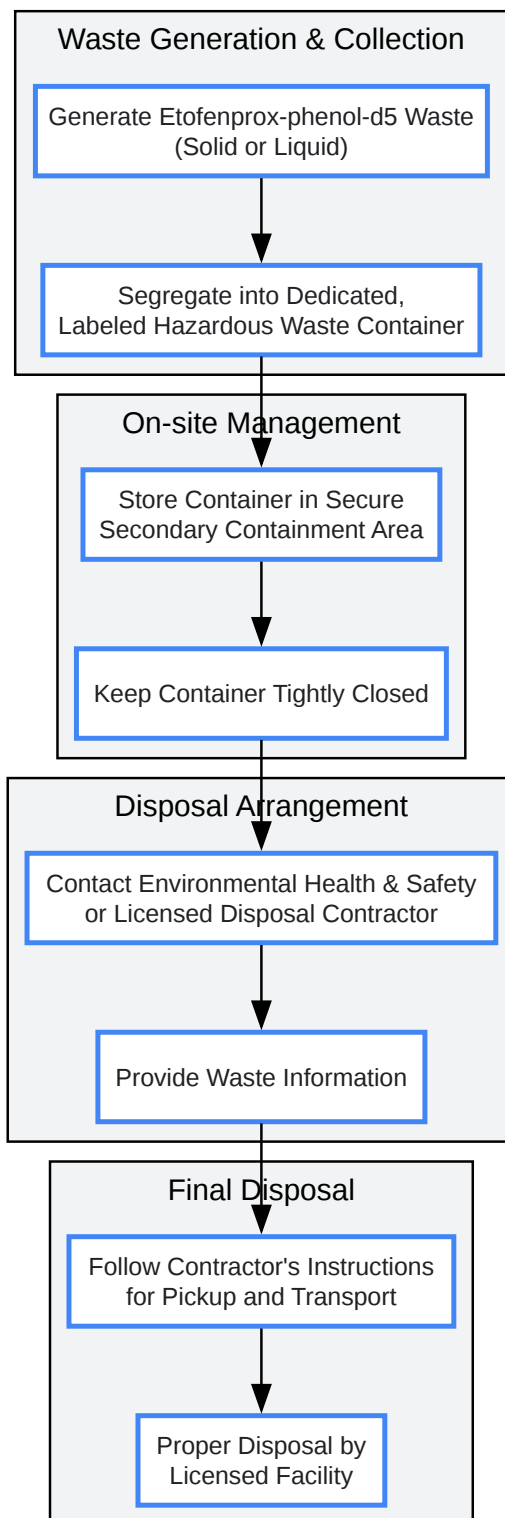 Waste Generation & Collection
Generate Etofenprox-phenol-d5 Waste
(Solid or Liquid)
Segregate into Dedicated,
Labeled Hazardous Waste Container
On-site Management
Store Container in Secure
Secondary Containment Area
Keep Container Tightly Closed
Disposal Arrangement
Contact Environmental Health & Safety
or Licensed Disposal Contractor
Provide Waste Information
Final Disposal
Follow Contractor's Instructions
for Pickup and Transport
Proper Disposal by
Licensed Facility